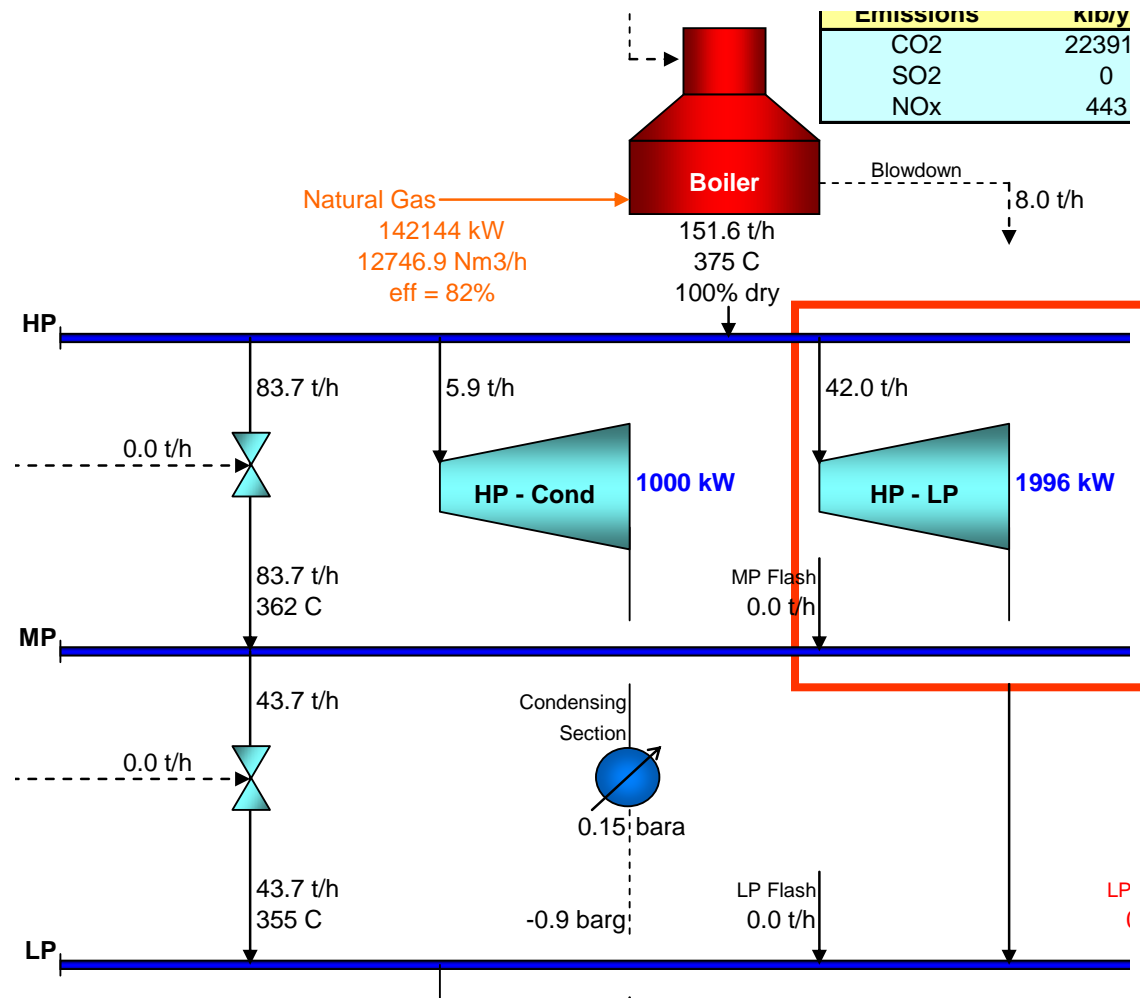 Emissions klb/y
CO2 22391
SO2 0
NOx 443
Boiler
Blowdown
8.0 t/h
Natural Gas
142144 kW
12746.9 Nm3/h
eff = 82%
151.6 t/h
375 C
100% dry
HP
83.7 t/h
5.9 t/h
42.0 t/h
0.0 t/h
HP - Cond
1000 kW
HP - LP
1996 kW
83.7 t/h
362 C
MP Flash
0.0 t/h
MP
43.7 t/h
Condensing
Section
0.0 t/h
0.15 bara
43.7 t/h
355 C
-0.9 barg
LP Flash
0.0 t/h
LP
LP